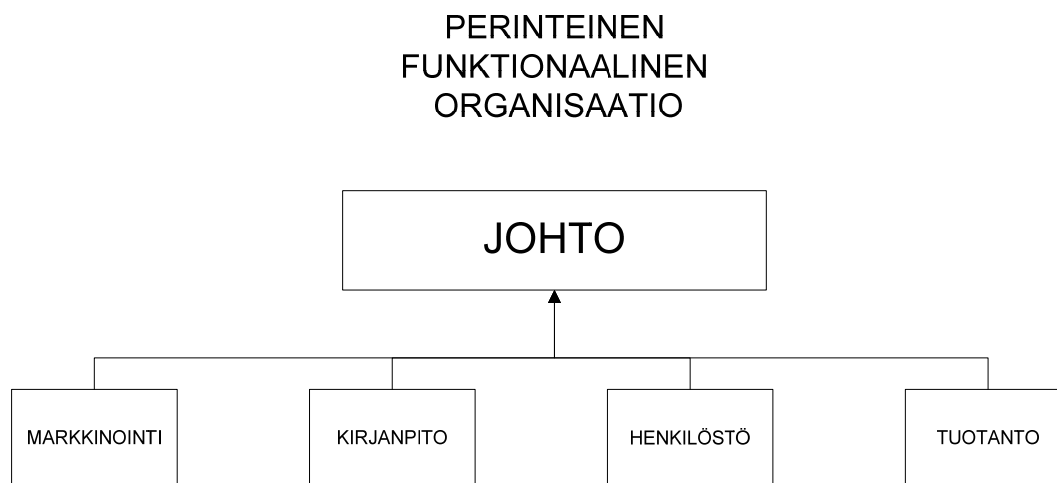 PERINTEINEN
FUNKTIONAALINEN
ORGANISAATIO
JOHTO
MARKKINOINTI
KIRJANPITO
HENKILÖSTÖ
TUOTANTO